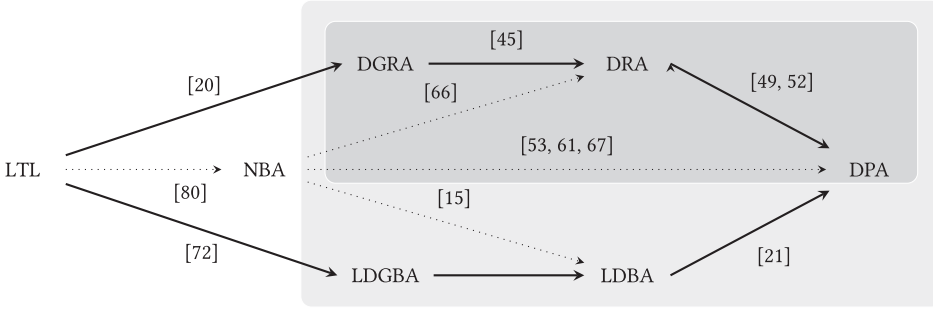 [45]
DGRA
DRA
[20]
[66]
[49, 52]
[53, 61, 67]
LTL
NBA
DPA
[80]
[15]
[72]
[21]
LDGBA
LDBA